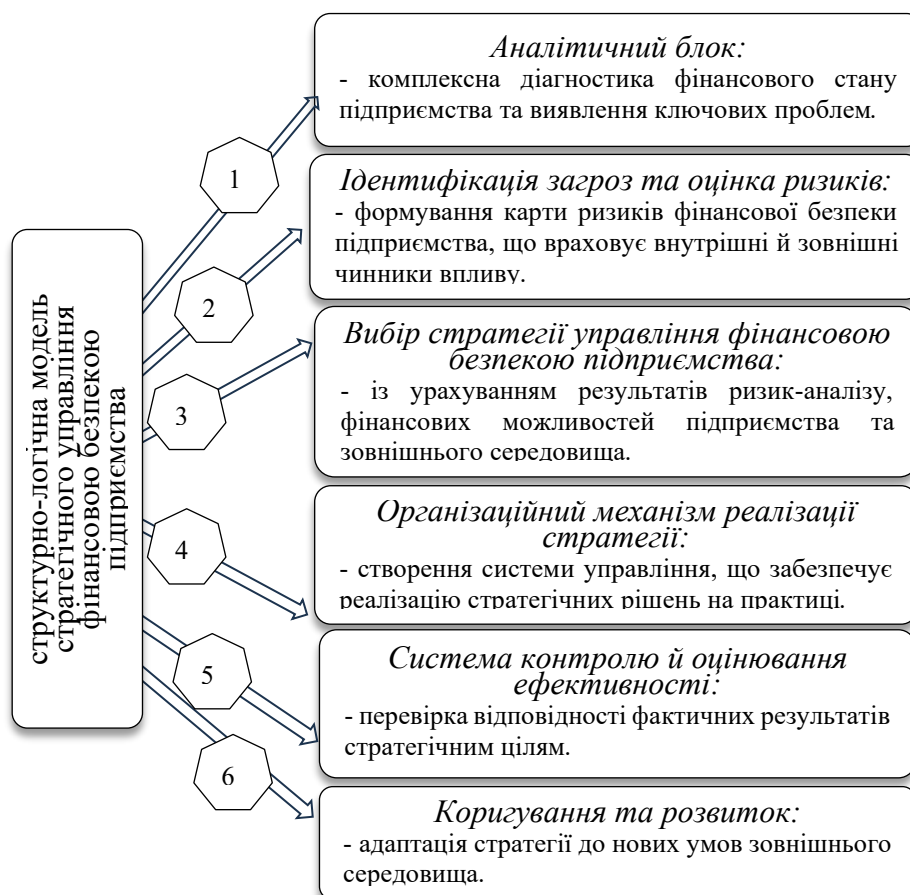 структурно-логічна модель
стратегічного управління
фінансовою безпекою
підприємства
1
Аналітичний блок:
- комплексна діагностика фінансового стану
підприємства та виявлення ключових проблем.
2
Ідентифікація загроз та оцінка ризиків:
- формування карти ризиків фінансової безпеки
підприємства, що враховує внутрішні й зовнішні
чинники впливу.
3
Вибір стратегії управління фінансовою
безпекою підприємства:
- із урахуванням результатів ризик-аналізу,
фінансових можливостей підприємства та
зовнішнього середовища.
4
Організаційний механізм реалізації
стратегії:
- створення системи управління, що забезпечує
реалізацію стратегічних рішень на практиці.
5
Система контролю й оцінювання
ефективності:
- перевірка відповідності фактичних результатів
стратегічним цілям.
6
Коригування та розвиток:
- адаптація стратегії до нових умов зовнішнього
середовища.